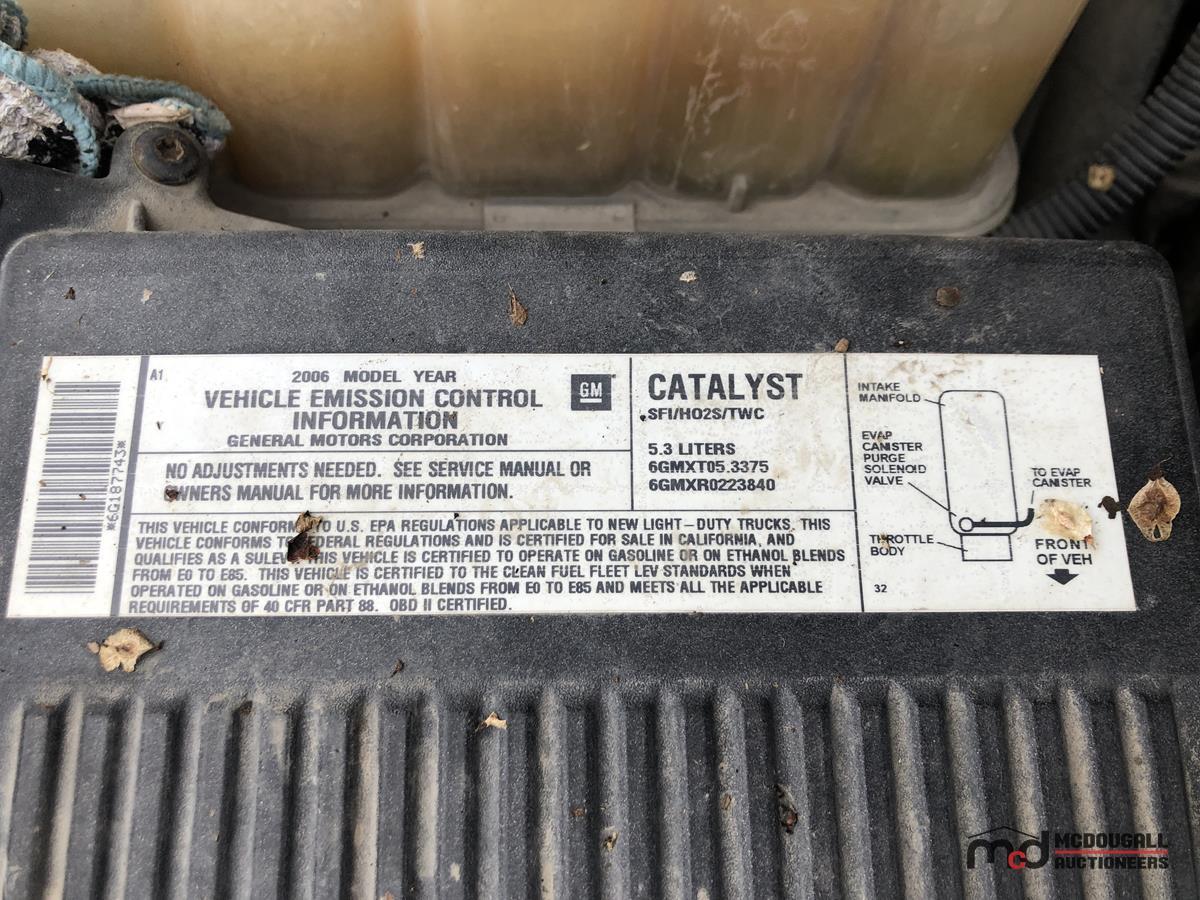 *6G187743*
A1
2006 MODEL YEAR
VEHICLE EMISSION CONTROL
INFORMATION
GENERAL MOTORS CORPORATION
GM
NO ADJUSTMENTS NEEDED. SEE SERVICE MANUAL OR
OWNERS MANUAL FOR MORE INFORMATION.
CATALYST
SFI/HO2S/TWC
5.3 LITERS
6GMXT05.3375
6GMXR0223840
THIS VEHICLE CONFORMS TO U.S. EPA REGULATIONS APPLICABLE TO NEW LIGHT-DUTY TRUCKS. THIS
VEHICLE CONFORMS TO FEDERAL REGULATIONS AND IS CERTIFIED FOR SALE IN CALIFORNIA, AND
QUALIFIES AS A SULEV THIS VEHICLE IS CERTIFIED TO OPERATE ON GASOLINE OR ON ETHANOL BLENDS
FROM E0 TO E85. THIS VEHICLE IS CERTIFIED TO THE CLEAN FUEL FLEET LEV STANDARDS WHEN
OPERATED ON GASOLINE OR ON ETHANOL BLENDS FROM E0 TO E85 AND MEETS ALL THE APPLICABLE
REQUIREMENTS OF 40 CFR PART 88. OBD II CERTIFIED.
INTAKE
MANIFOLD
EVAP
CANISTER
PURGE
SOLENOID
VALVE
TO EVAP
CANISTER
THROTTLE
BODY
FRONT
OF VEH
32
mcd MCDOUGALL
AUCTIONEERS